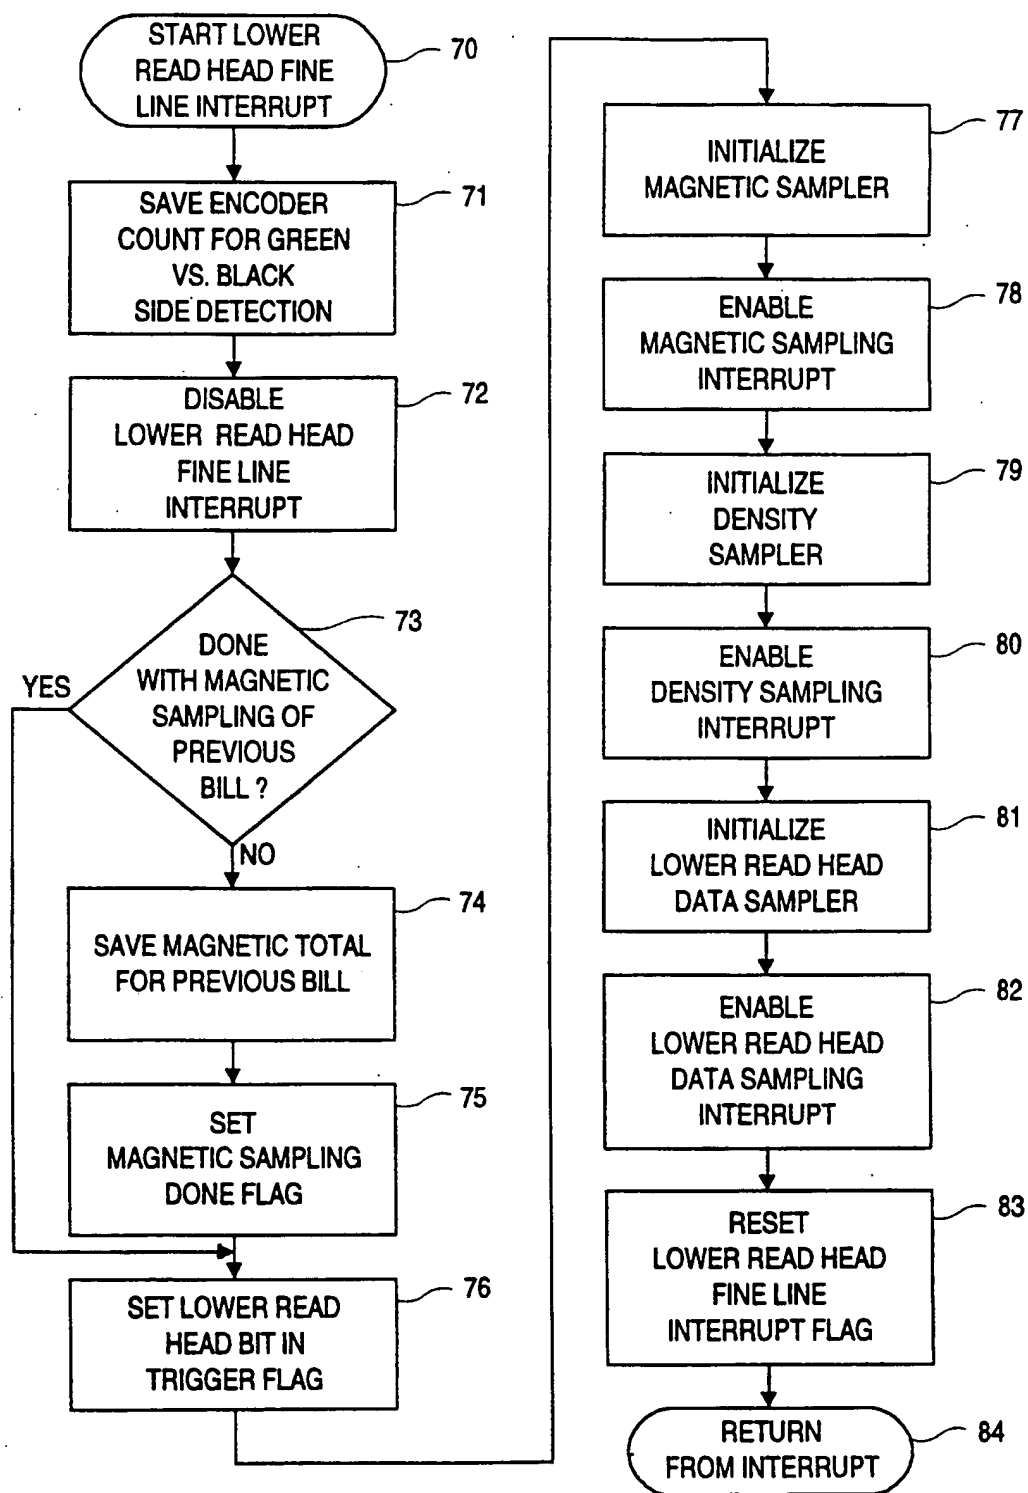 START LOWER
READ HEAD FINE
LINE INTERRUPT
70
SAVE ENCODER
COUNT FOR GREEN
VS. BLACK
SIDE DETECTION
71
DISABLE
LOWER READ HEAD
FINE LINE
INTERRUPT
72
DONE
WITH MAGNETIC
SAMPLING OF
PREVIOUS
BILL ?
73
YES
NO
SAVE MAGNETIC TOTAL
FOR PREVIOUS BILL
74
SET
MAGNETIC SAMPLING
DONE FLAG
75
SET LOWER READ
HEAD BIT IN
TRIGGER FLAG
76
INITIALIZE
MAGNETIC SAMPLER
77
ENABLE
MAGNETIC SAMPLING
INTERRUPT
78
INITIALIZE
DENSITY
SAMPLER
79
ENABLE
DENSITY SAMPLING
INTERRUPT
80
INITIALIZE
LOWER READ HEAD
DATA SAMPLER
81
ENABLE
LOWER READ HEAD
DATA SAMPLING
INTERRUPT
82
RESET
LOWER READ HEAD
FINE LINE
INTERRUPT FLAG
83
RETURN
FROM INTERRUPT
84